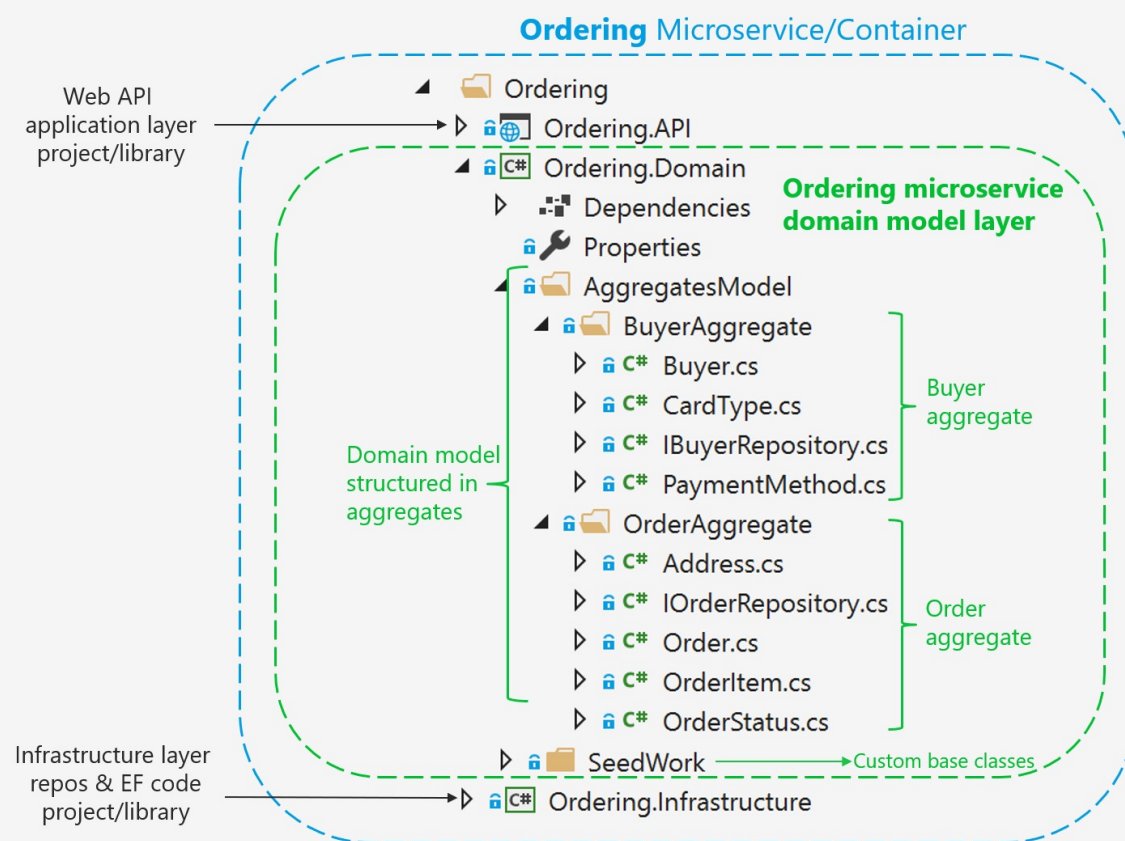 Ordering Microservice/Container
Web API
application layer
project/library
Ordering
Ordering.API
C# Ordering.Domain
Ordering microservice
domain model layer
Dependencies
Properties
AggregatesModel
BuyerAggregate
C# Buyer.cs
C# CardType.cs
C# IBuyerRepository.cs
C# PaymentMethod.cs
Buyer
aggregate
Domain model
structured in
aggregates
OrderAggregate
C# Address.cs
C# IOrderRepository.cs
C# Order.cs
C# OrderItem.cs
C# OrderStatus.cs
Order
aggregate
SeedWork
Custom base classes
Infrastructure layer
repos & EF code
project/library
C# Ordering.Infrastructure